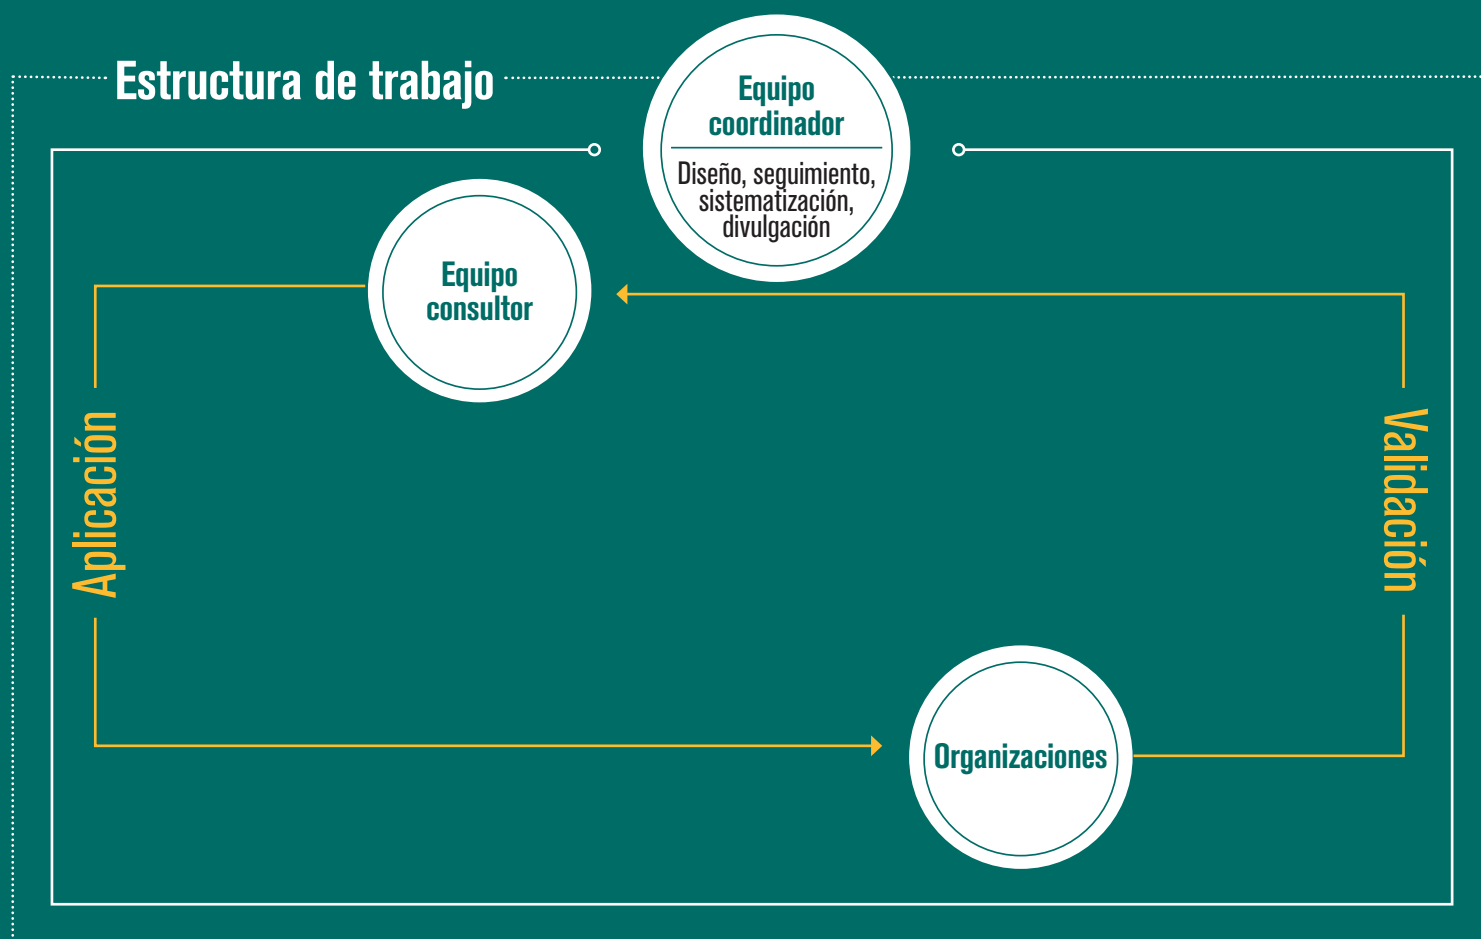 Estructura de trabajo
Equipo
coordinador
Diseño, seguimiento,
sistematización,
divulgación
Equipo
consultor
Aplicación
Validación
Organizaciones